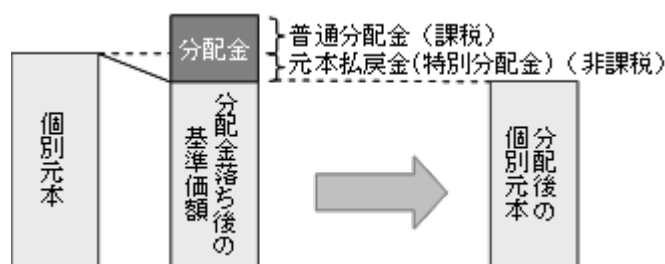 分配金
普通分配金（課税）
元本払戻金(特別分配金)（非課税）
個別元本
分配金落ち後の
基準価額
分配後の
個別元本